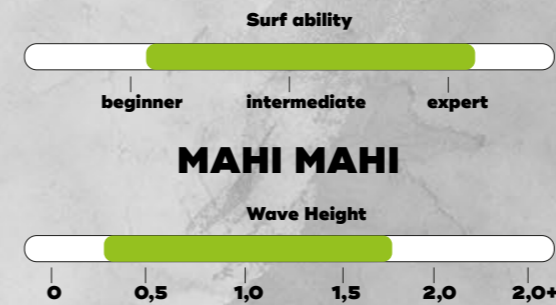 Surf ability
beginner intermediate expert
MAHI MAHI
Wave Height
0 0,5 1,0 1,5 2,0 2,0+